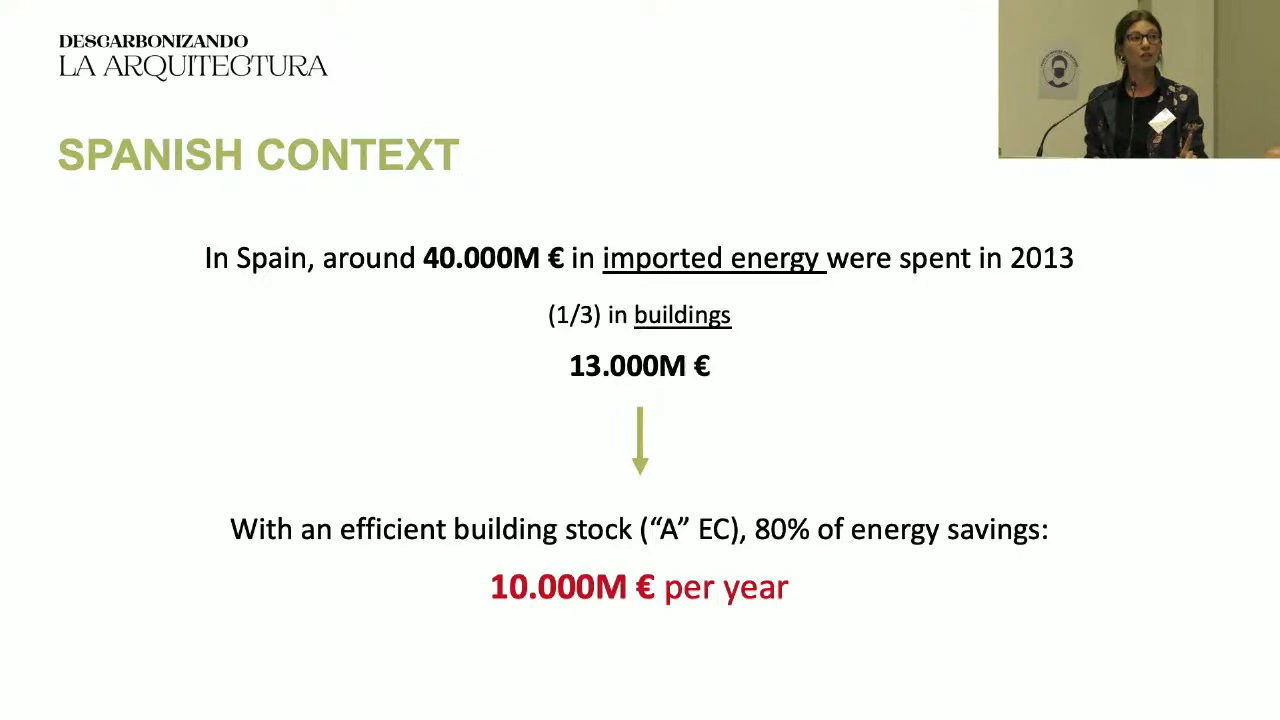 DESCARBONIZANDO
LA ARQUITECTURA
SPANISH CONTEXT
In Spain, around 40.000M € in imported energy were spent in 2013
(1/3) in buildings
13.000M €
With an efficient building stock (“A” EC), 80% of energy savings:
10.000M € per year